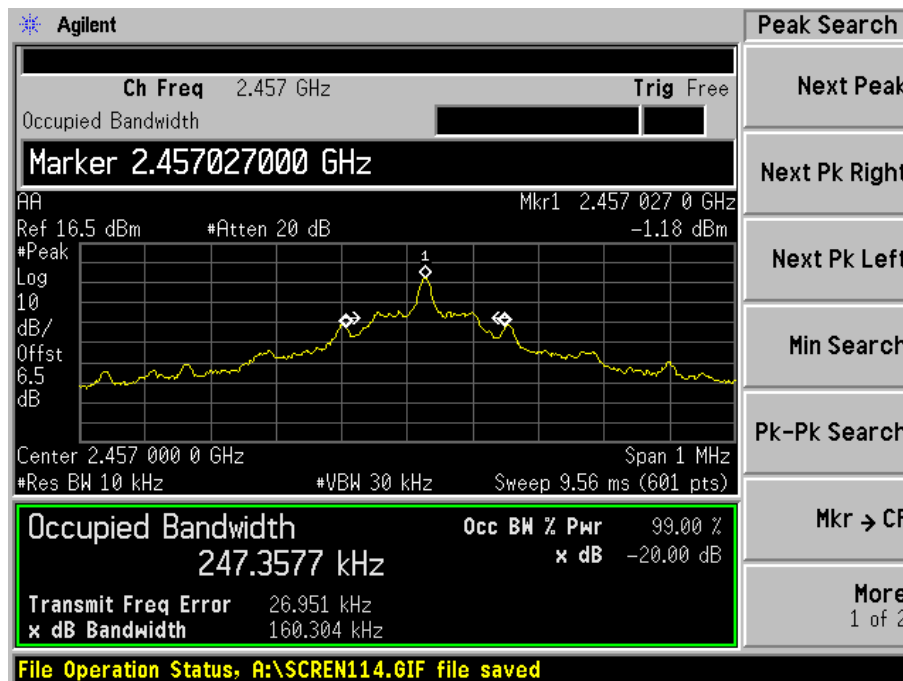 Agilent
Peak Search
Ch Freq 2.457 GHz Trig Free
Occupied Bandwidth
Marker 2.457027000 GHz
AA Mkr1 2.457 027 0 GHz
Ref 16.5 dBm #Atten 20 dB -1.18 dBm
#Peak
Log
10
dB/
Offst
6.5
dB
1
Center 2.457 000 0 GHz Span 1 MHz
#Res BW 10 kHz #VBW 30 kHz Sweep 9.56 ms (601 pts)
Occupied Bandwidth
247.3577 kHz
Occ BW % Pwr 99.00 %
x dB -20.00 dB
Transmit Freq Error 26.951 kHz
x dB Bandwidth 160.304 kHz
File Operation Status, A:\SCREN114.GIF file saved
Next Peak
Next Pk Right
Next Pk Left
Min Search
Pk-Pk Search
Mkr → CF
More
1 of 2